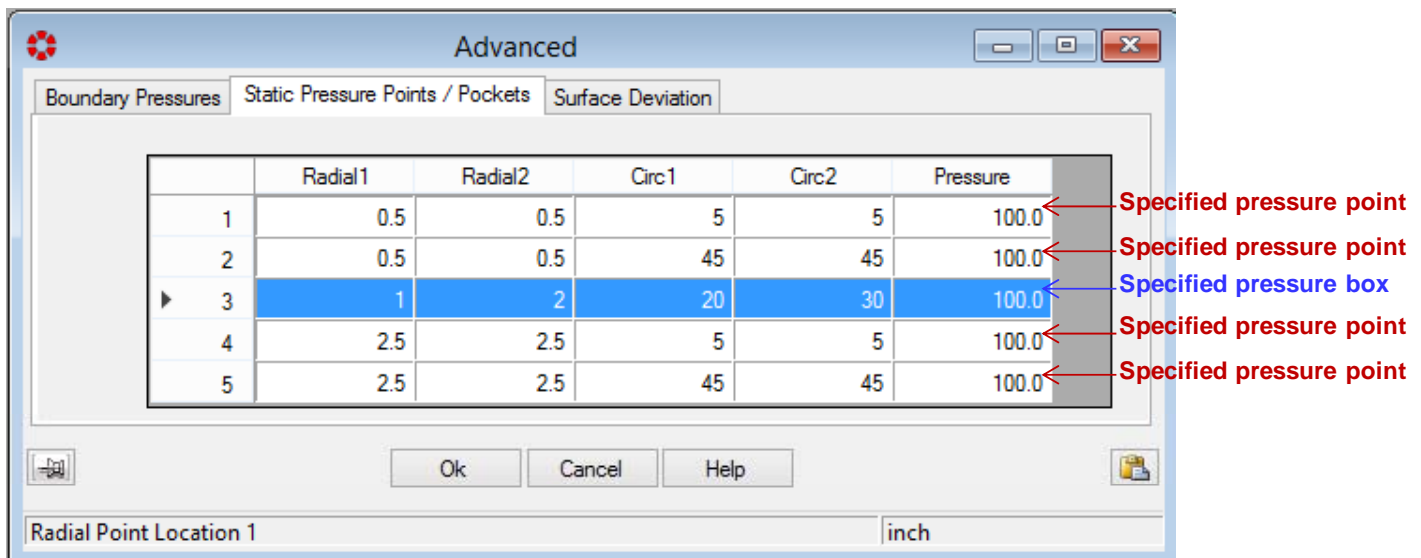 Advanced
Boundary Pressures Static Pressure Points / Pockets Surface Deviation
Radial1 Radial2 Circ1 Circ2 Pressure
1 0.5 0.5 5 5 100.0 Specified pressure point
2 0.5 0.5 45 45 100.0 Specified pressure point
3 1 2 20 30 100.0 Specified pressure box
4 2.5 2.5 5 5 100.0 Specified pressure point
5 2.5 2.5 45 45 100.0 Specified pressure point
Ok Cancel Help
Radial Point Location 1 inch